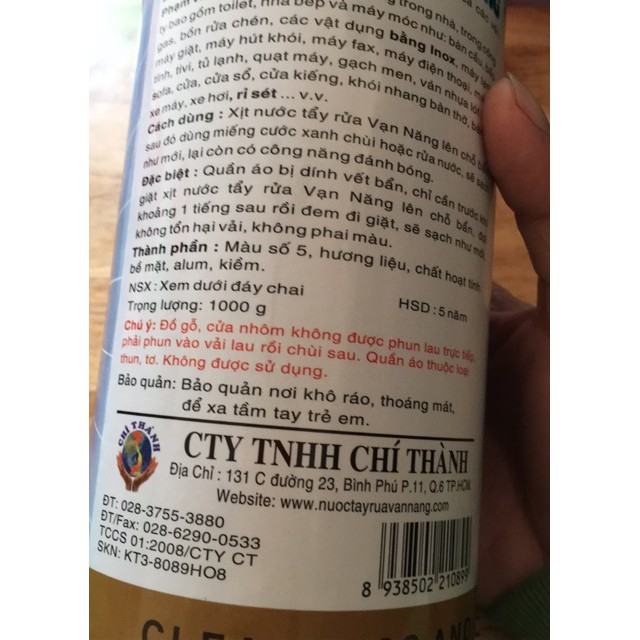 Phạm trong nhà, trong công
ty bao gồm toilet, nhà bếp và máy móc như: bàn cầu,
gas, bồn rửa chén, các vật dụng bằng Inox, máy
máy giặt, máy hút khói, máy fax, máy điện thoại,
tính, tivi, tủ lạnh, quạt máy, gạch men, ván nhựa
sofa, cửa, cửa sổ, cửa kiếng, khói nhang bàn thờ,
xe máy, xe hơi, rỉ sét ... v.v.
Cách dùng : Xịt nước tẩy rửa Vạn Năng lên chỗ
sau đó dùng miếng cước xanh chùi hoặc rửa nước, sẽ sạch
như mới, lại còn có công năng đánh bóng.
Đặc biệt : Quần áo bị dính vết bẩn, chỉ cần trước khi
giặt xịt nước tẩy rửa Vạn Năng lên chỗ bẩn, đợi
khoảng 1 tiếng sau rồi đem đi giặt, sẽ sạch như mới,
không tổn hại vải, không phai màu.
Thành phần : Màu số 5, hương liệu, chất hoạt tính
bề mặt, alum, kiềm.
NSX : Xem dưới đáy chai HSD : 5 năm
Trọng lượng: 1000 g
Chú ý: Đồ gỗ, cửa nhôm không được phun lau trực tiếp,
phải phun vào vải lau rồi chùi sau. Quần áo thuộc loại
thun, tơ. Không được sử dụng.
Bảo quản: Bảo quản nơi khô ráo, thoáng mát,
để xa tầm tay trẻ em.
CHÍ THÀNH
CTY TNHH CHÍ THÀNH
Địa Chỉ : 131 C đường 23, Bình Phú P.11, Q.6 TP.HCM
Website: www.nuoctayruavannang.com
ĐT: 028-3755-3880
ĐT/Fax: 028-6290-0533
TCCS 01:2008/CTY CT
SKN: KT3-8089HO8
8 938502 210899